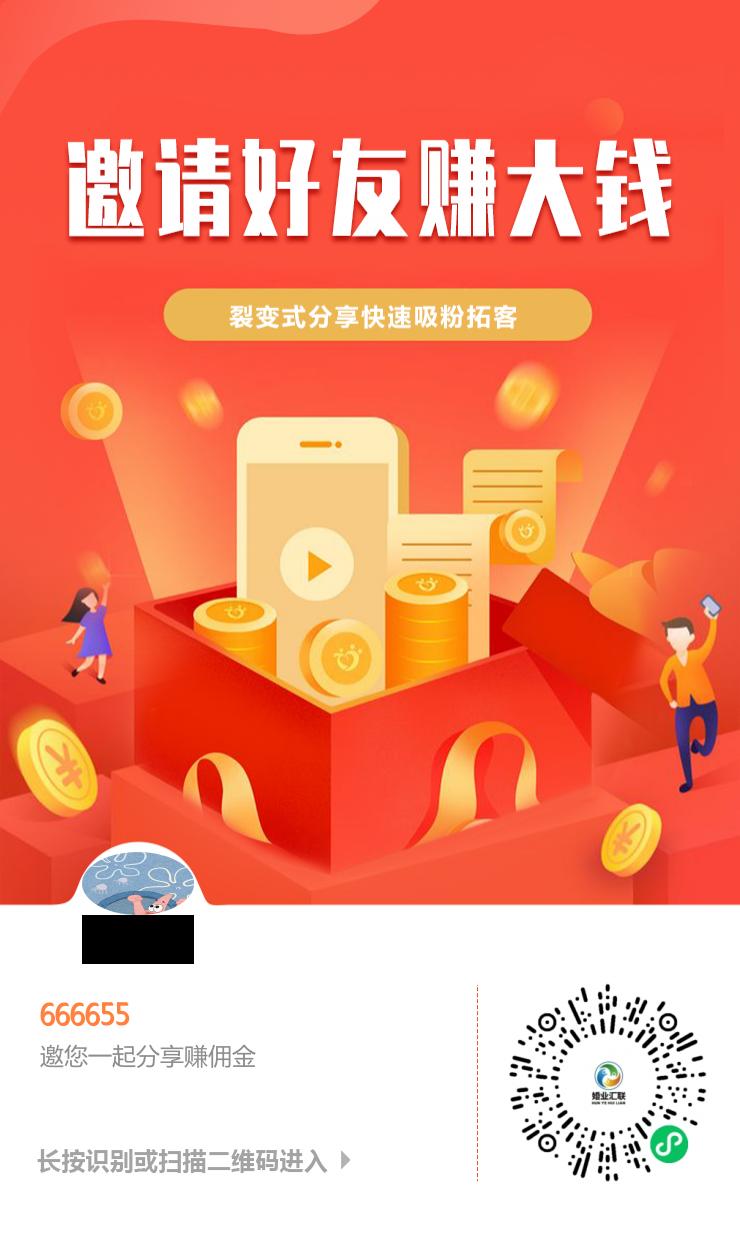 邀请好友赚大钱
裂变式分享快速吸粉拓客
666655
邀您一起分享赚佣金
长按识别或扫描二维码进入
婚业汇联
HUN YE HUI LIAN